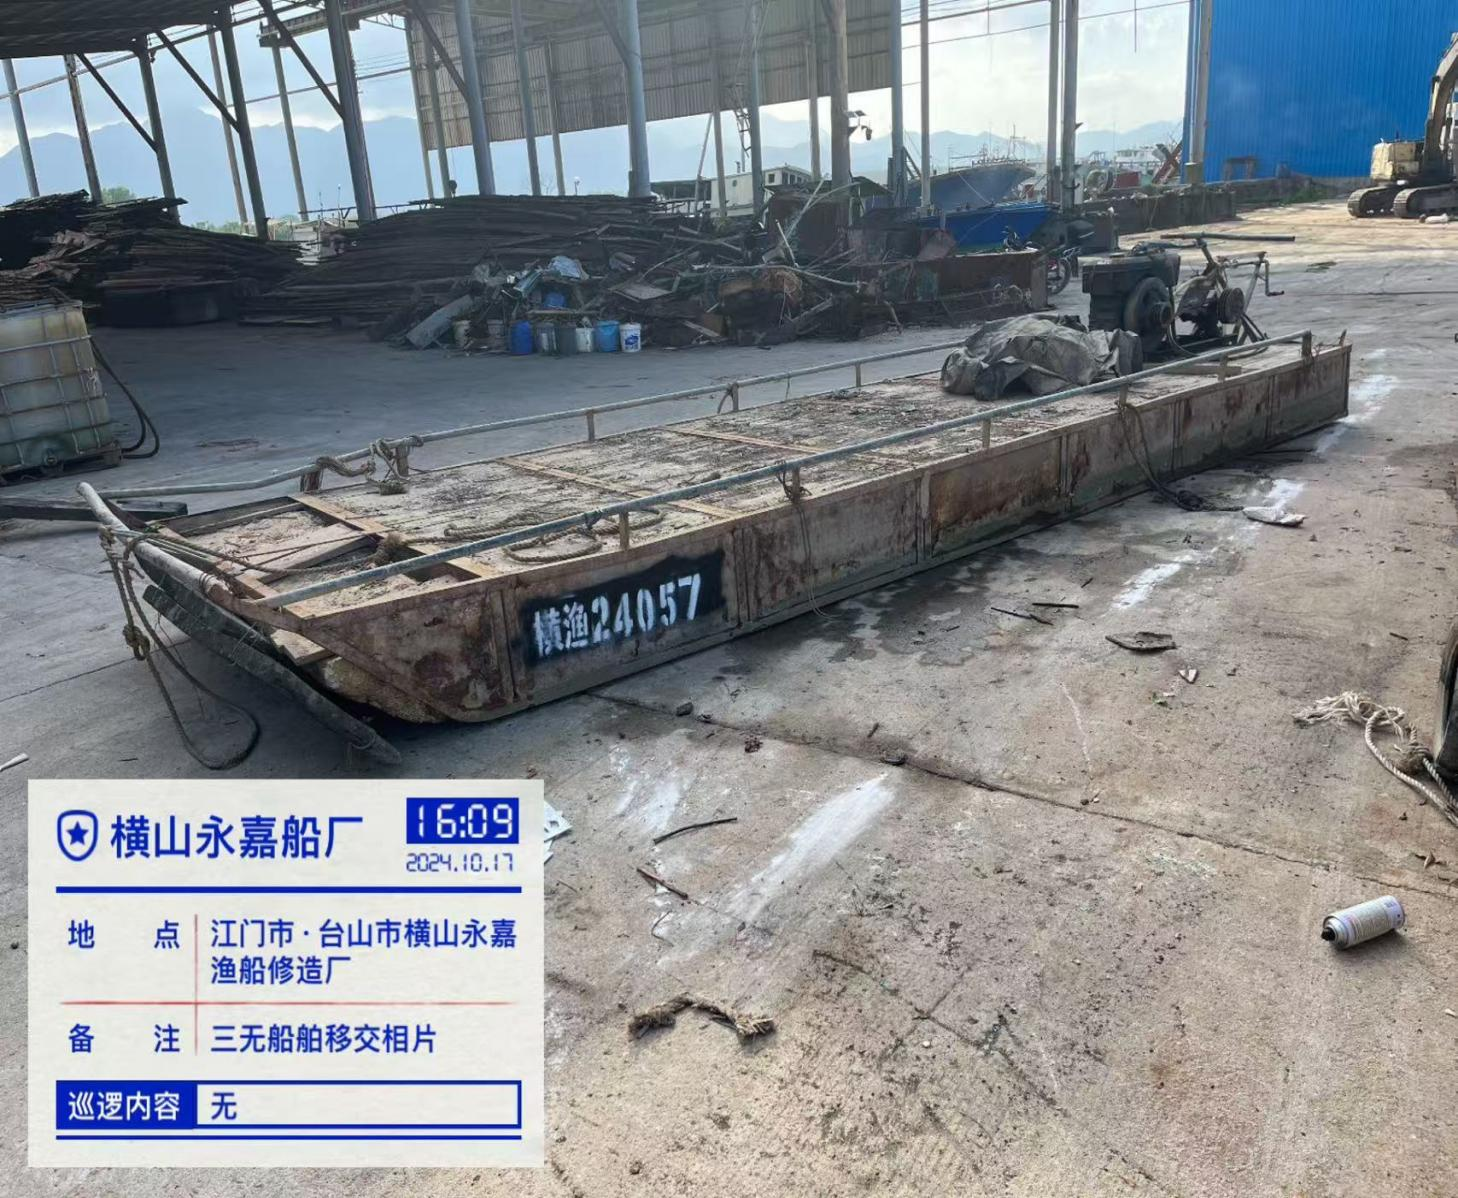 横渔24057
横山永嘉船厂
16:09
2024.10.17
地 点
江门市·台山市横山永嘉
渔船修造厂
备 注
三无船舶移交相片
巡逻内容
无